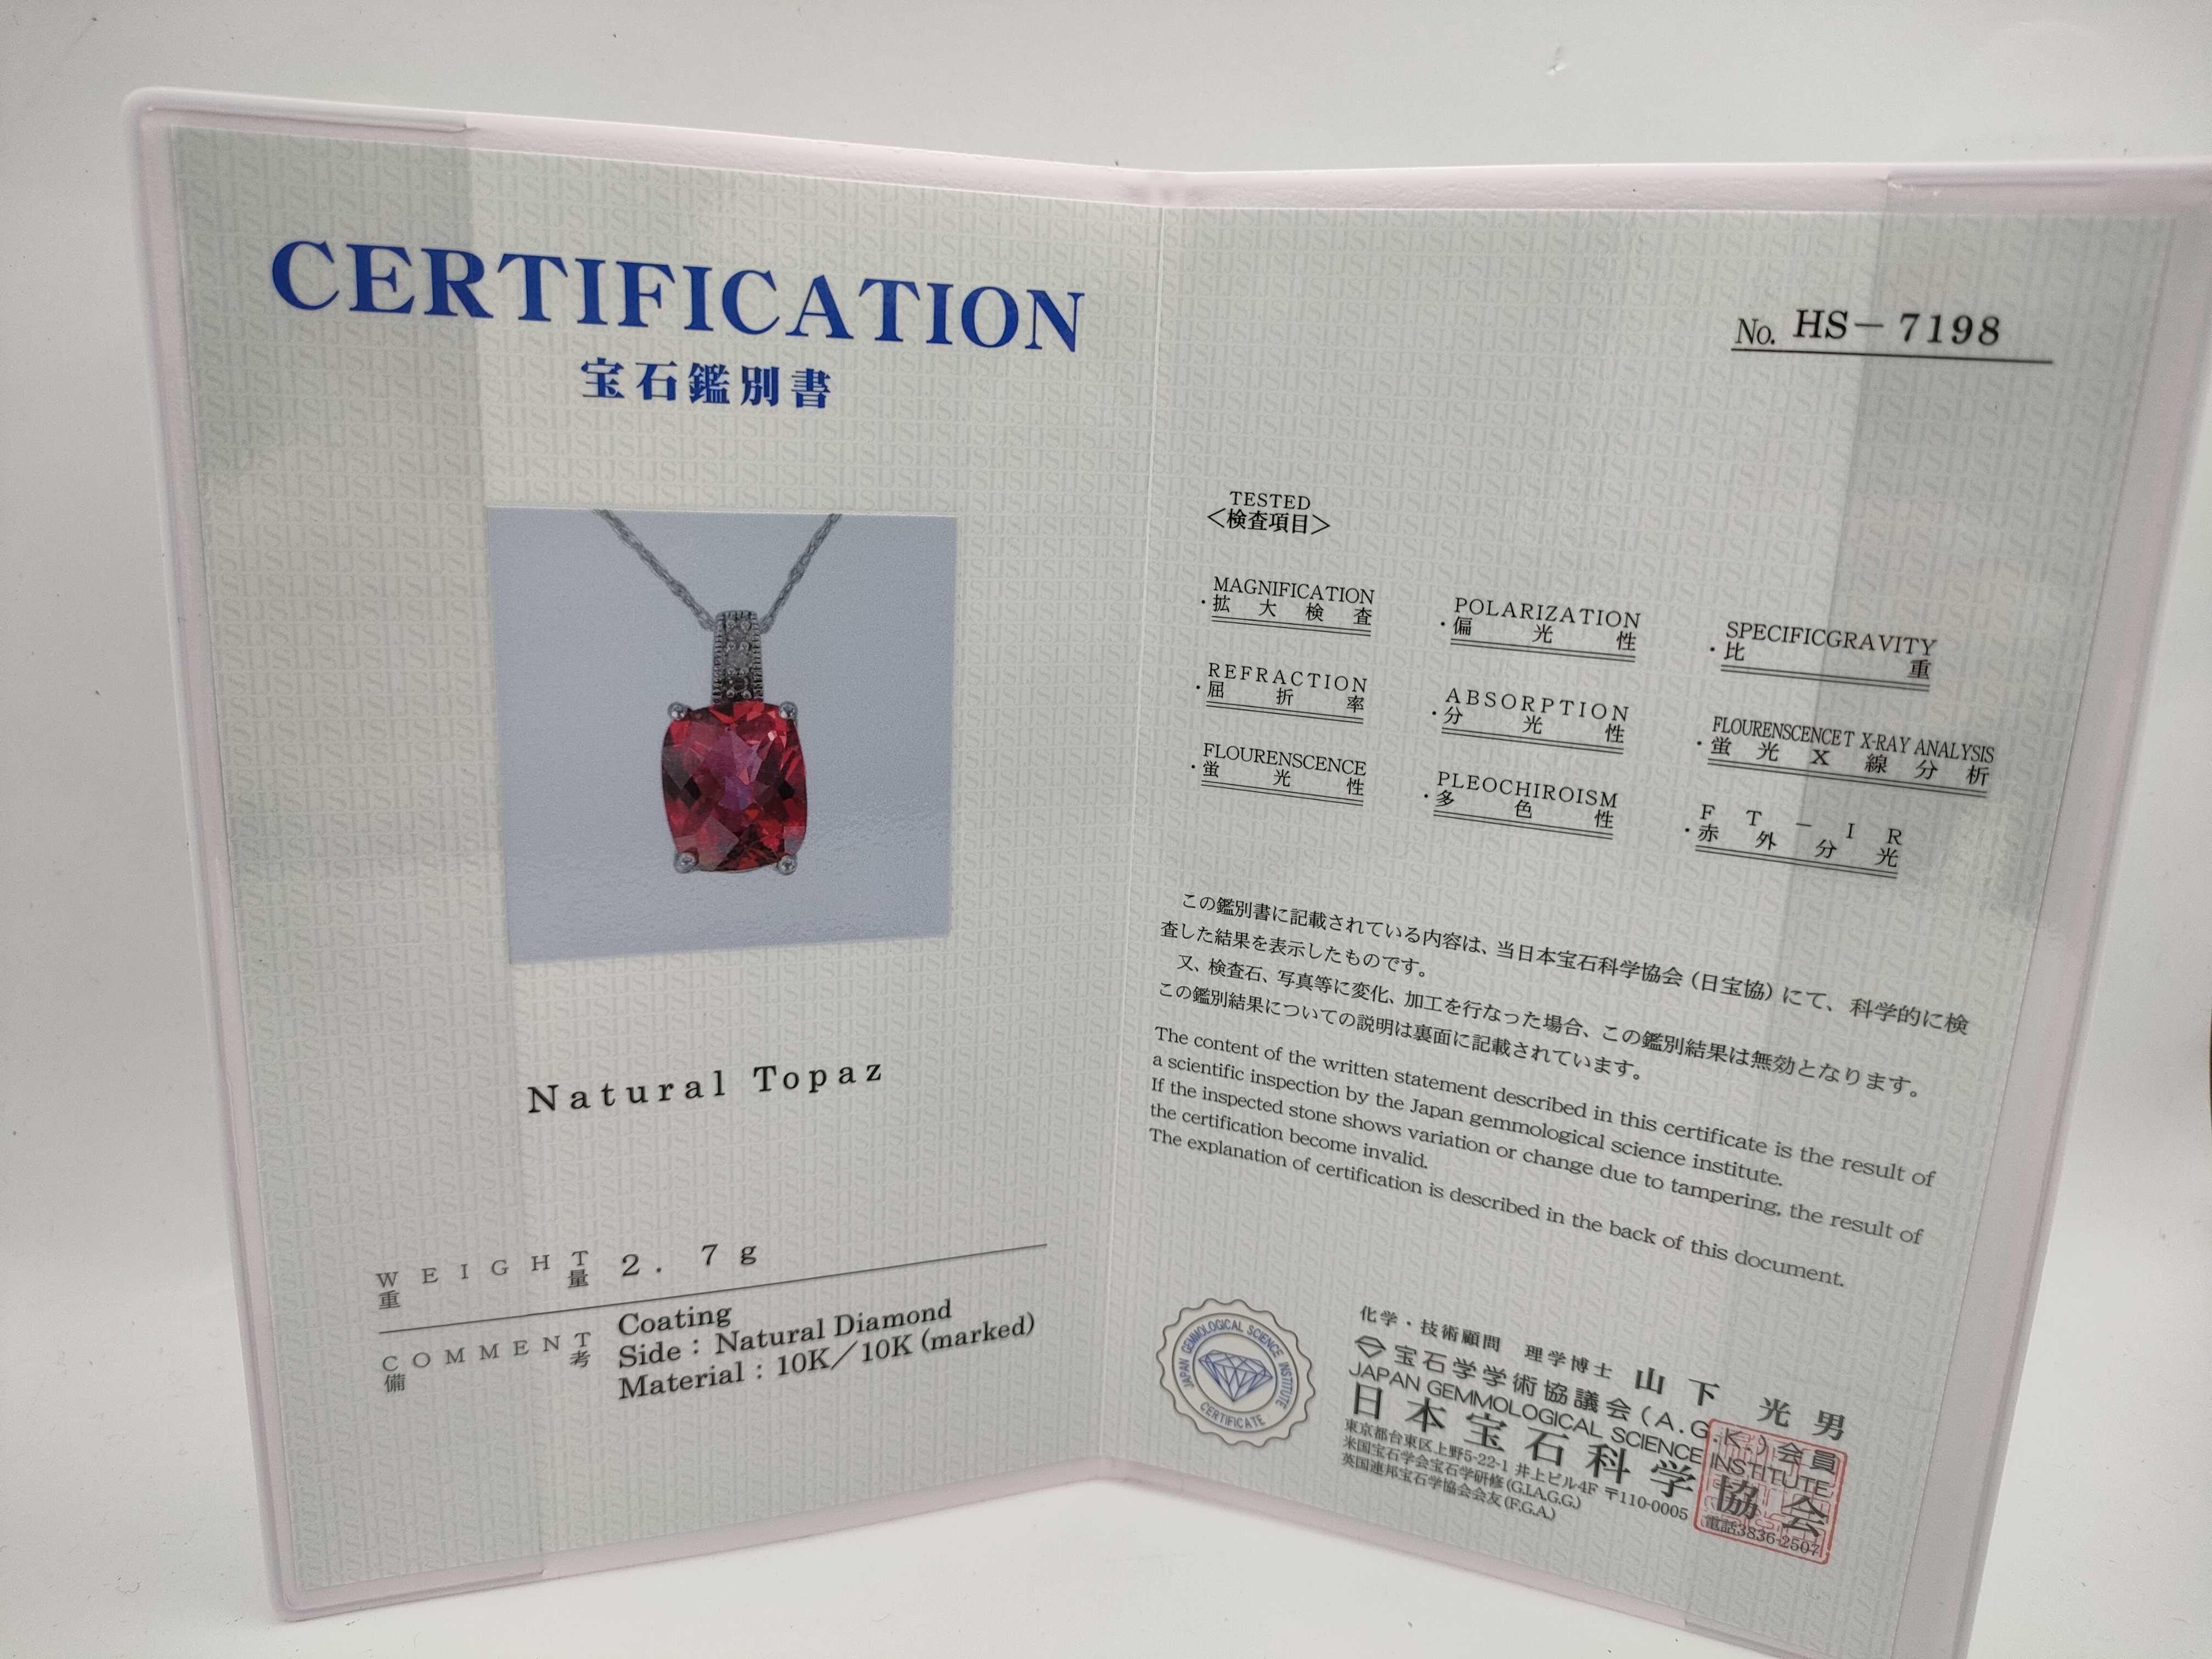 CERTIFICATION
宝石鑑別書
Natural Topaz
WEIGHT 2.7g
重量
COMMENT Coating
備考
Side : Natural Diamond
Material : 10K／10K (marked)
No. HS－7198
TESTED
＜検査項目＞
MAGNIFICATION
・拡大検査
POLARIZATION
・偏光性
SPECIFICGRAVITY
・比重
REFRACTION
・屈折率
ABSORPTION
・分光性
FLOURENSCENCET X-RAY ANALYSIS
・蛍光X線分析
FLOURENSCENCE
・蛍光性
PLEOCHIROISM
・多色性
FT－IR
・赤外分光
この鑑別書に記載されている内容は、当日本宝石科学協会（日宝協）にて、科学的に検
査した結果を表示したものです。
又、検査石、写真等に変化、加工を行なった場合、この鑑別結果は無効となります。
この鑑別結果についての説明は裏面に記載されています。
The content of the written statement described in this certificate is the result of
a scientific inspection by the Japan gemmological science institute.
If the inspected stone shows variation or change due to tampering, the result of
the certification become invalid.
The explanation of certification is described in the back of this document.
JAPAN GEMMOLOGICAL SCIENCE INSTITUTE
CERTIFICATE
化学・技術顧問 理学博士 山下 光男
宝石学学術協議会（A.G.K.）会員
JAPAN GEMMOLOGICAL SCIENCE INSTITUTE
日本宝石科学協会
東京都台東区上野5-22-1 井上ビル4F 〒110-0005 電話3836-2507
米国宝石学会宝石学研修(G.I.A.G.G.)
英国連邦宝石学協会会友(F.G.A.)